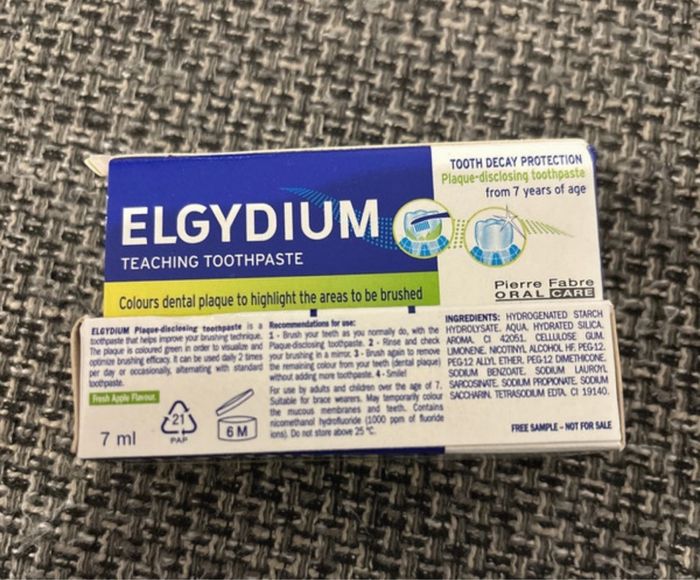 TOOTH DECAY PROTECTION
Plaque-disclosing toothpaste
from 7 years of age
ELGYDIUM
TEACHING TOOTHPASTE
Colours dental plaque to highlight the areas to be brushed
Pierre Fabre
ORAL CARE
ELGYDIUM Plaque-disclosing toothpaste is a
toothpaste that helps improve your brushing technique.
The plaque is coloured green in order to visualize and
optimize brushing efficacy. It can be used daily 2 times
per day or occasionally, alternating with standard
toothpaste.
Fresh Apple Flavour.
7 ml
21
PAP
6 M
Recommendations for use:
1 - Brush your teeth as you normally do, with the
Plaque-disclosing toothpaste. 2 - Rinse and check
your brushing in a mirror. 3 - Brush again to remove
the remaining colour from your teeth (dental plaque)
without adding more toothpaste. 4 - Smile!
For use by adults and children over the age of 7.
Suitable for brace wearers. May temporarily colour
the mucous membranes and teeth. Contains
nicomethanol hydrofluoride (1000 ppm of fluoride
ions). Do not store above 25 °C.
INGREDIENTS: HYDROGENATED STARCH
HYDROLYSATE. AQUA. HYDRATED SILICA.
AROMA. CI 42051. CELLULOSE GUM.
LIMONENE. NICOTINYL ALCOHOL HF. PEG-12.
PEG-12 ALLYL ETHER. PEG-12 DIMETHICONE.
SODIUM BENZOATE. SODIUM LAUROYL
SARCOSINATE. SODIUM PROPIONATE. SODIUM
SACCHARIN. TETRASODIUM EDTA. CI 19140.
FREE SAMPLE - NOT FOR SALE